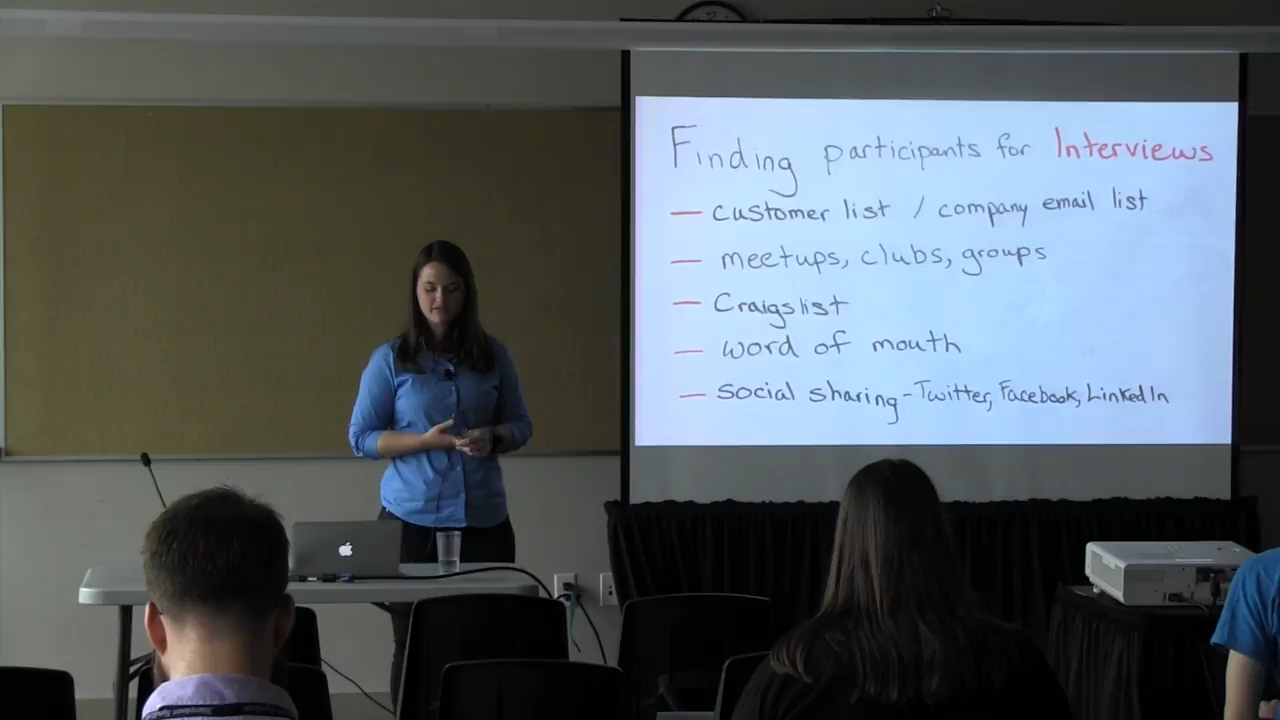 Finding participants for Interviews
— customer list / company email list
— meetups, clubs, groups
— Craigslist
— word of mouth
— social sharing - Twitter, Facebook, LinkedIn